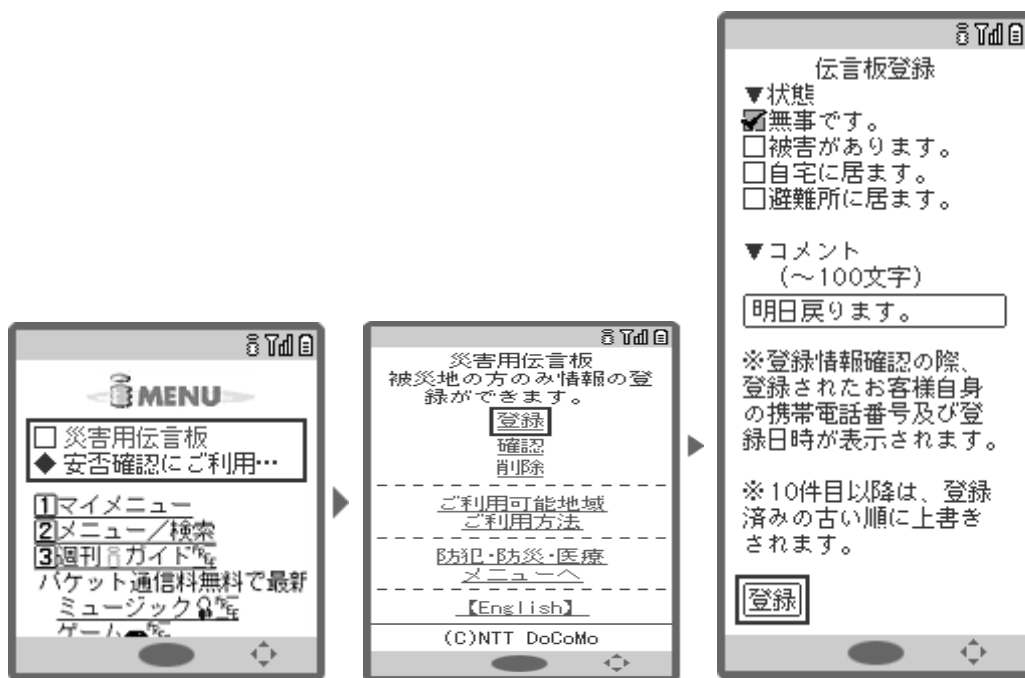 MENU
□ 災害用伝言板
◆ 安否確認にご利用…
1マイメニュー
2メニュー/検索
3週刊ガイド
パケット通信料無料で最新
ミュージック
ゲーム
災害用伝言板
被災地の方のみ情報の登
録ができます。
登録
確認
削除
ご利用可能地域
ご利用方法
防犯・防災・医療
メニューへ
【English】
(C)NTT DoCoMo
伝言板登録
▼状態
無事です。
□被害があります。
□自宅に居ます。
□避難所に居ます。
▼コメント
(~100文字)
明日戻ります。
※登録情報確認の際、
登録されたお客様自身
の携帯電話番号及び登
録日時が表示されます。
※10件目以降は、登録
済みの古い順に上書き
されます。
登録